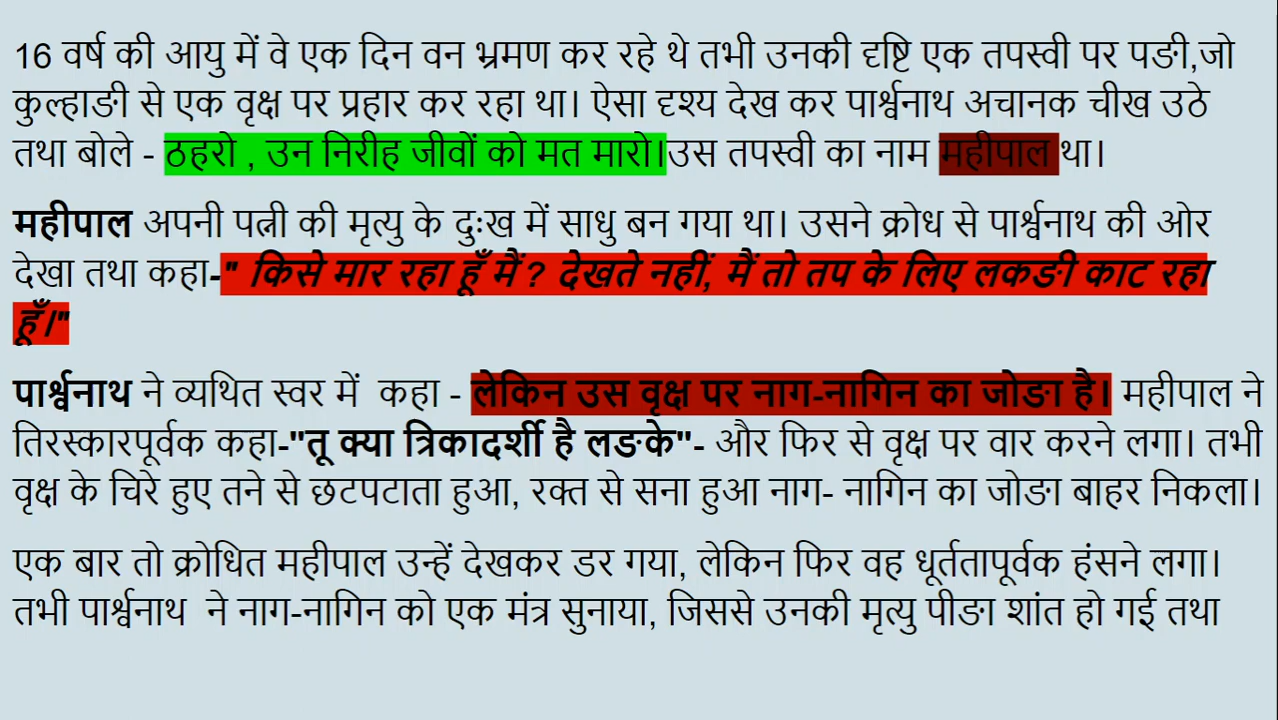 16 वर्ष की आयु में वे एक दिन वन भ्रमण कर रहे थे तभी उनकी दृष्टि एक तपस्वी पर पङी,जो
कुल्हाङी से एक वृक्ष पर प्रहार कर रहा था। ऐसा दृश्य देख कर पार्श्वनाथ अचानक चीख उठे
तथा बोले - ठहरो , उन निरीह जीवों को मत मारो।उस तपस्वी का नाम महीपाल था।
महीपाल अपनी पत्नी की मृत्यु के दुःख में साधु बन गया था। उसने क्रोध से पार्श्वनाथ की ओर
देखा तथा कहा-" किसे मार रहा हूँ मैं ? देखते नहीं, मैं तो तप के लिए लकङी काट रहा
हूँ।"
पार्श्वनाथ ने व्यथित स्वर में  कहा - लेकिन उस वृक्ष पर नाग-नागिन का जोङा है। महीपाल ने
तिरस्कारपूर्वक कहा-"तू क्या त्रिकादर्शी है लङके"- और फिर से वृक्ष पर वार करने लगा। तभी
वृक्ष के चिरे हुए तने से छटपटाता हुआ, रक्त से सना हुआ नाग- नागिन का जोङा बाहर निकला।
एक बार तो क्रोधित महीपाल उन्हें देखकर डर गया, लेकिन फिर वह धूर्ततापूर्वक हंसने लगा।
तभी पार्श्वनाथ  ने नाग-नागिन को एक मंत्र सुनाया, जिससे उनकी मृत्यु पीङा शांत हो गई तथा